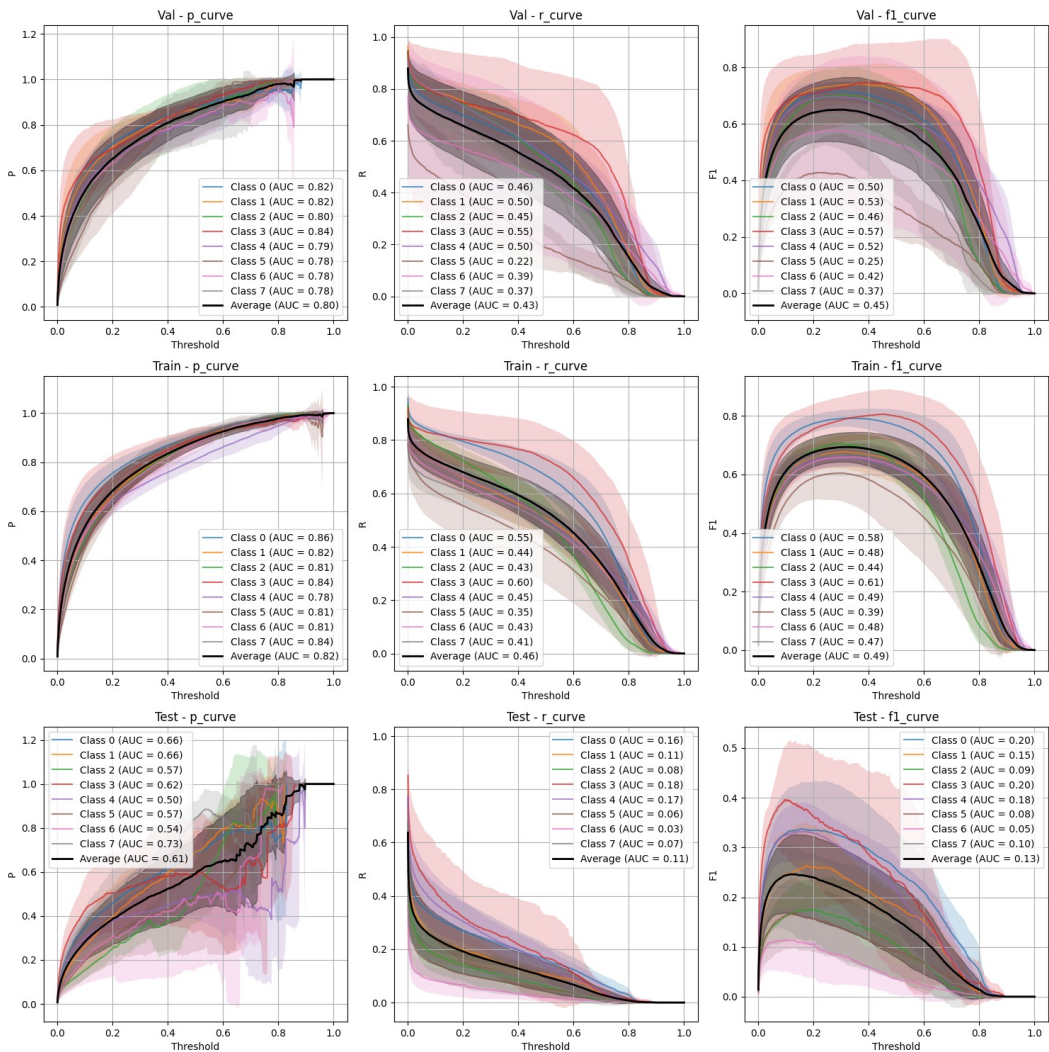 Val - p_curve
1.2
1.0
0.8
0.6
0.4
0.2
0.0
P
Class 0 (AUC = 0.82)
Class 1 (AUC = 0.82)
Class 2 (AUC = 0.80)
Class 3 (AUC = 0.84)
Class 4 (AUC = 0.79)
Class 5 (AUC = 0.78)
Class 6 (AUC = 0.78)
Class 7 (AUC = 0.78)
Average (AUC = 0.80)
0.0 0.2 0.4 0.6 0.8 1.0
Threshold
Val - r_curve
1.0
0.8
0.6
0.4
0.2
0.0
R
Class 0 (AUC = 0.46)
Class 1 (AUC = 0.50)
Class 2 (AUC = 0.45)
Class 3 (AUC = 0.55)
Class 4 (AUC = 0.50)
Class 5 (AUC = 0.22)
Class 6 (AUC = 0.39)
Class 7 (AUC = 0.37)
Average (AUC = 0.43)
0.0 0.2 0.4 0.6 0.8 1.0
Threshold
Val - f1_curve
0.8
0.6
0.4
0.2
0.0
F1
Class 0 (AUC = 0.50)
Class 1 (AUC = 0.53)
Class 2 (AUC = 0.46)
Class 3 (AUC = 0.57)
Class 4 (AUC = 0.52)
Class 5 (AUC = 0.25)
Class 6 (AUC = 0.42)
Class 7 (AUC = 0.37)
Average (AUC = 0.45)
0.0 0.2 0.4 0.6 0.8 1.0
Threshold
Train - p_curve
1.0
0.8
0.6
0.4
0.2
0.0
P
Class 0 (AUC = 0.86)
Class 1 (AUC = 0.82)
Class 2 (AUC = 0.81)
Class 3 (AUC = 0.84)
Class 4 (AUC = 0.78)
Class 5 (AUC = 0.81)
Class 6 (AUC = 0.81)
Class 7 (AUC = 0.84)
Average (AUC = 0.82)
0.0 0.2 0.4 0.6 0.8 1.0
Threshold
Train - r_curve
1.0
0.8
0.6
0.4
0.2
0.0
R
Class 0 (AUC = 0.55)
Class 1 (AUC = 0.44)
Class 2 (AUC = 0.43)
Class 3 (AUC = 0.60)
Class 4 (AUC = 0.45)
Class 5 (AUC = 0.35)
Class 6 (AUC = 0.43)
Class 7 (AUC = 0.41)
Average (AUC = 0.46)
0.0 0.2 0.4 0.6 0.8 1.0
Threshold
Train - f1_curve
0.8
0.6
0.4
0.2
0.0
F1
Class 0 (AUC = 0.58)
Class 1 (AUC = 0.48)
Class 2 (AUC = 0.44)
Class 3 (AUC = 0.61)
Class 4 (AUC = 0.49)
Class 5 (AUC = 0.39)
Class 6 (AUC = 0.48)
Class 7 (AUC = 0.47)
Average (AUC = 0.49)
0.0 0.2 0.4 0.6 0.8 1.0
Threshold
Test - p_curve
1.2
1.0
0.8
0.6
0.4
0.2
0.0
P
Class 0 (AUC = 0.66)
Class 1 (AUC = 0.66)
Class 2 (AUC = 0.57)
Class 3 (AUC = 0.62)
Class 4 (AUC = 0.50)
Class 5 (AUC = 0.57)
Class 6 (AUC = 0.54)
Class 7 (AUC = 0.73)
Average (AUC = 0.61)
0.0 0.2 0.4 0.6 0.8 1.0
Threshold
Test - r_curve
1.0
0.8
0.6
0.4
0.2
0.0
R
Class 0 (AUC = 0.16)
Class 1 (AUC = 0.11)
Class 2 (AUC = 0.08)
Class 3 (AUC = 0.18)
Class 4 (AUC = 0.17)
Class 5 (AUC = 0.06)
Class 6 (AUC = 0.03)
Class 7 (AUC = 0.07)
Average (AUC = 0.11)
0.0 0.2 0.4 0.6 0.8 1.0
Threshold
Test - f1_curve
0.5
0.4
0.3
0.2
0.1
0.0
F1
Class 0 (AUC = 0.20)
Class 1 (AUC = 0.15)
Class 2 (AUC = 0.09)
Class 3 (AUC = 0.20)
Class 4 (AUC = 0.18)
Class 5 (AUC = 0.08)
Class 6 (AUC = 0.05)
Class 7 (AUC = 0.10)
Average (AUC = 0.13)
0.0 0.2 0.4 0.6 0.8 1.0
Threshold